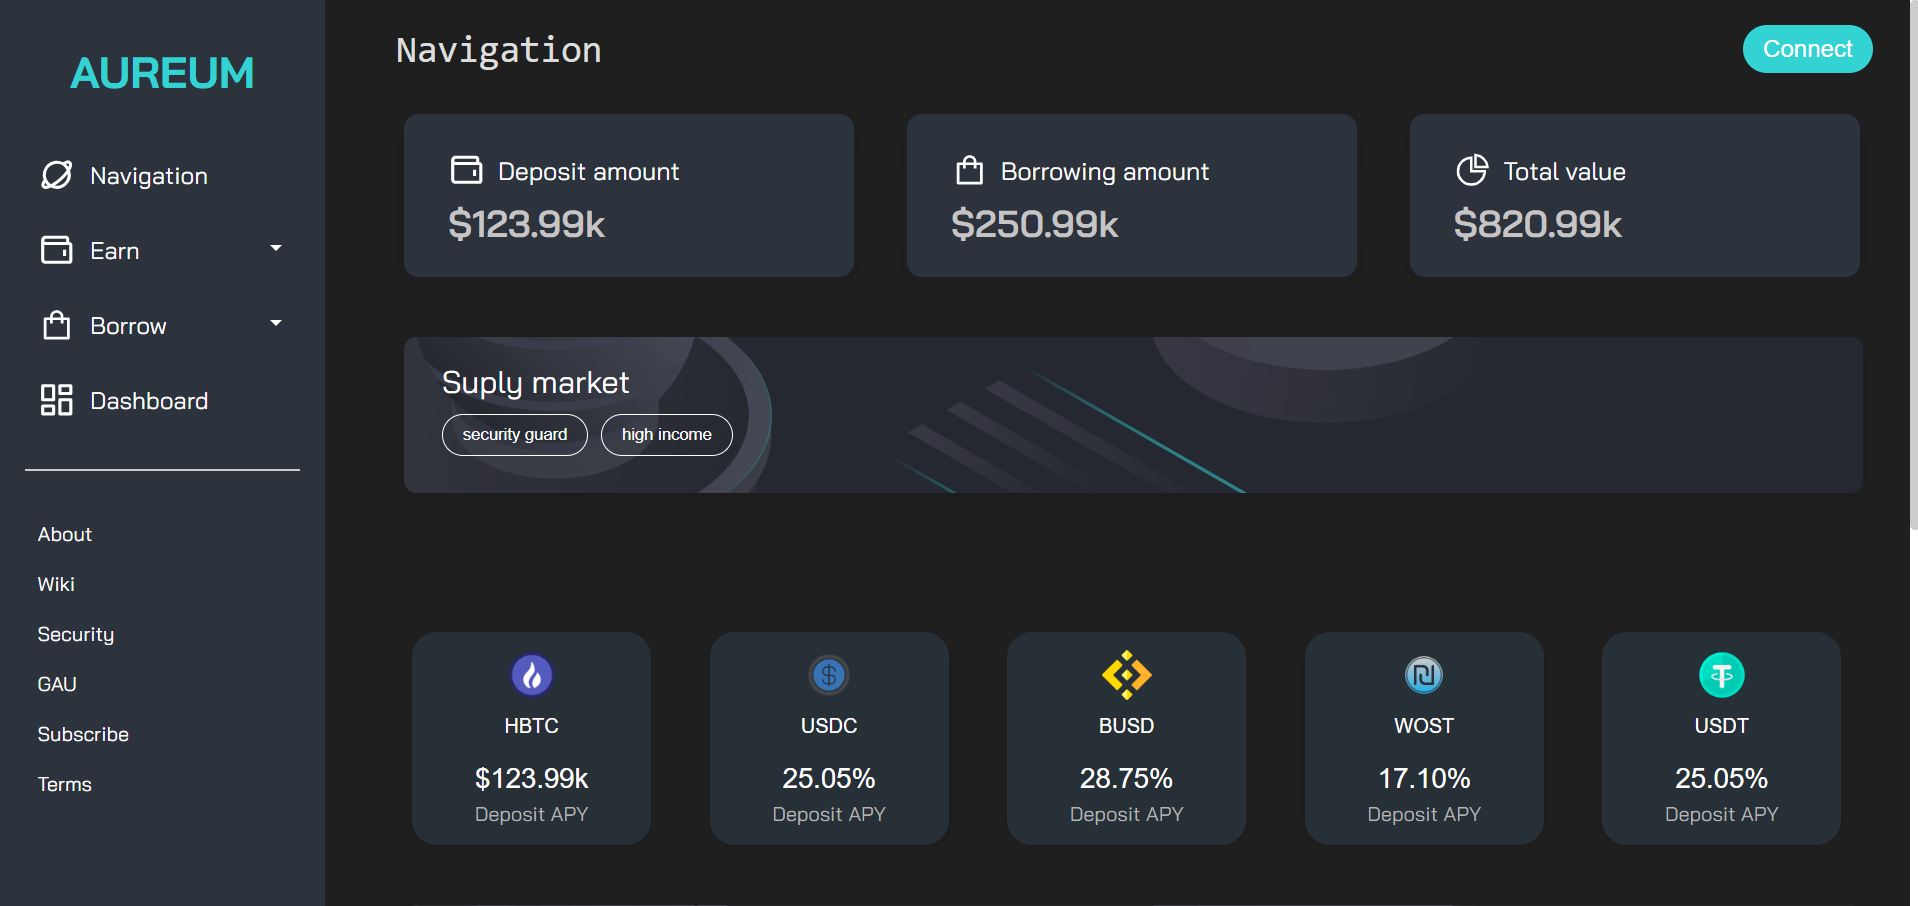 AUREUM
Navigation
Earn
Borrow
Dashboard
About
Wiki
Security
GAU
Subscribe
Terms
Navigation
Connect
Deposit amount
$123.99k
Borrowing amount
$250.99k
Total value
$820.99k
Suply market
security guard
high income
HBTC
$123.99k
Deposit APY
USDC
25.05%
Deposit APY
BUSD
28.75%
Deposit APY
WOST
17.10%
Deposit APY
USDT
25.05%
Deposit APY